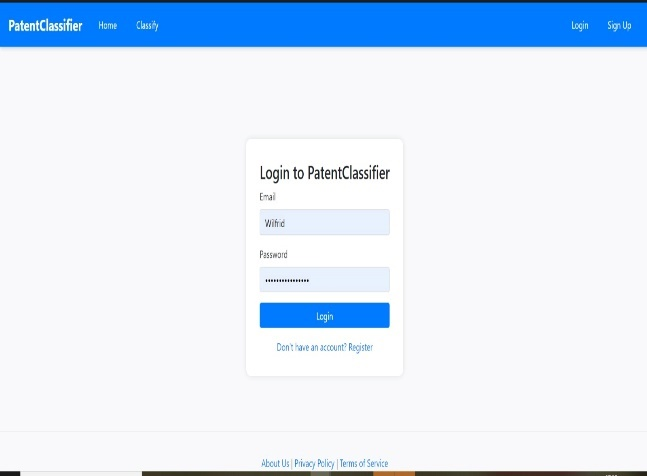 PatentClassifier Home Classify Login Sign Up
Login to PatentClassifier
Email
Wilfrid
Password
••••••••••••••••
Login
Don't have an account? Register
About Us | Privacy Policy | Terms of Service